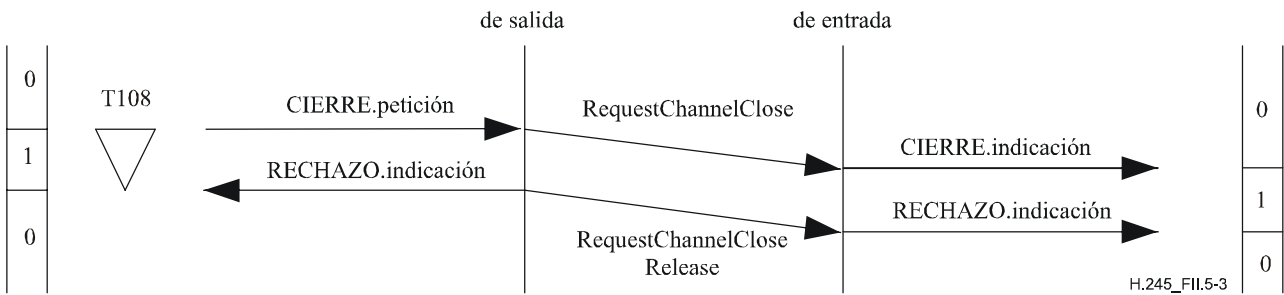 de salida
de entrada
0
T108
CIERRE.petición
RequestChannelClose
0
1
CIERRE.indicación
RECHAZO.indicación
1
RECHAZO.indicación
0
RequestChannelClose
Release
0
H.245_FII.5-3